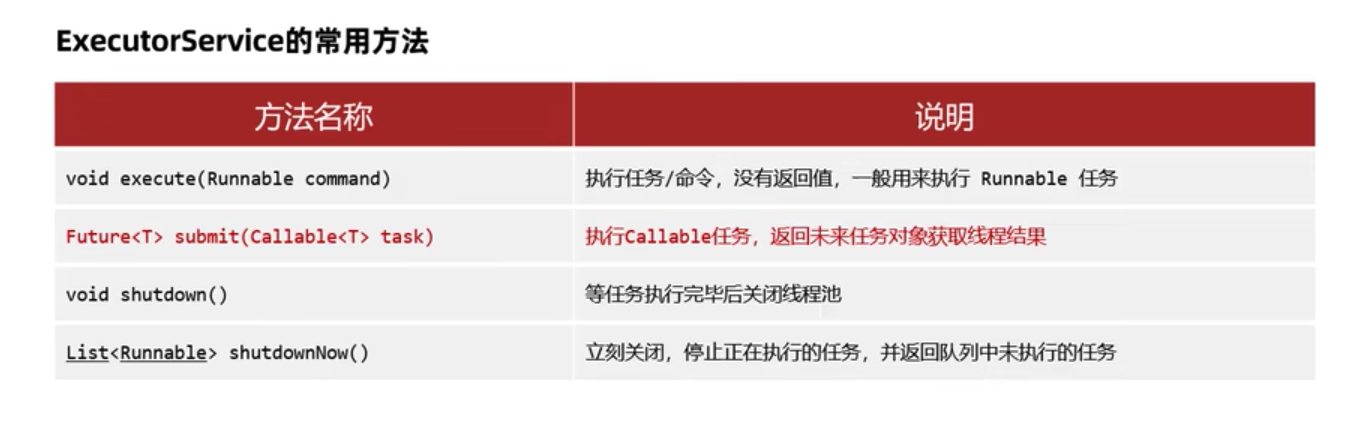 ExecutorService的常用方法
方法名称 说明
void execute(Runnable command) 执行任务/命令，没有返回值，一般用来执行 Runnable 任务
Future<T> submit(Callable<T> task) 执行Callable任务，返回未来任务对象获取线程结果
void shutdown() 等任务执行完毕后关闭线程池
List<Runnable> shutdownNow() 立刻关闭，停止正在执行的任务，并返回队列中未执行的任务